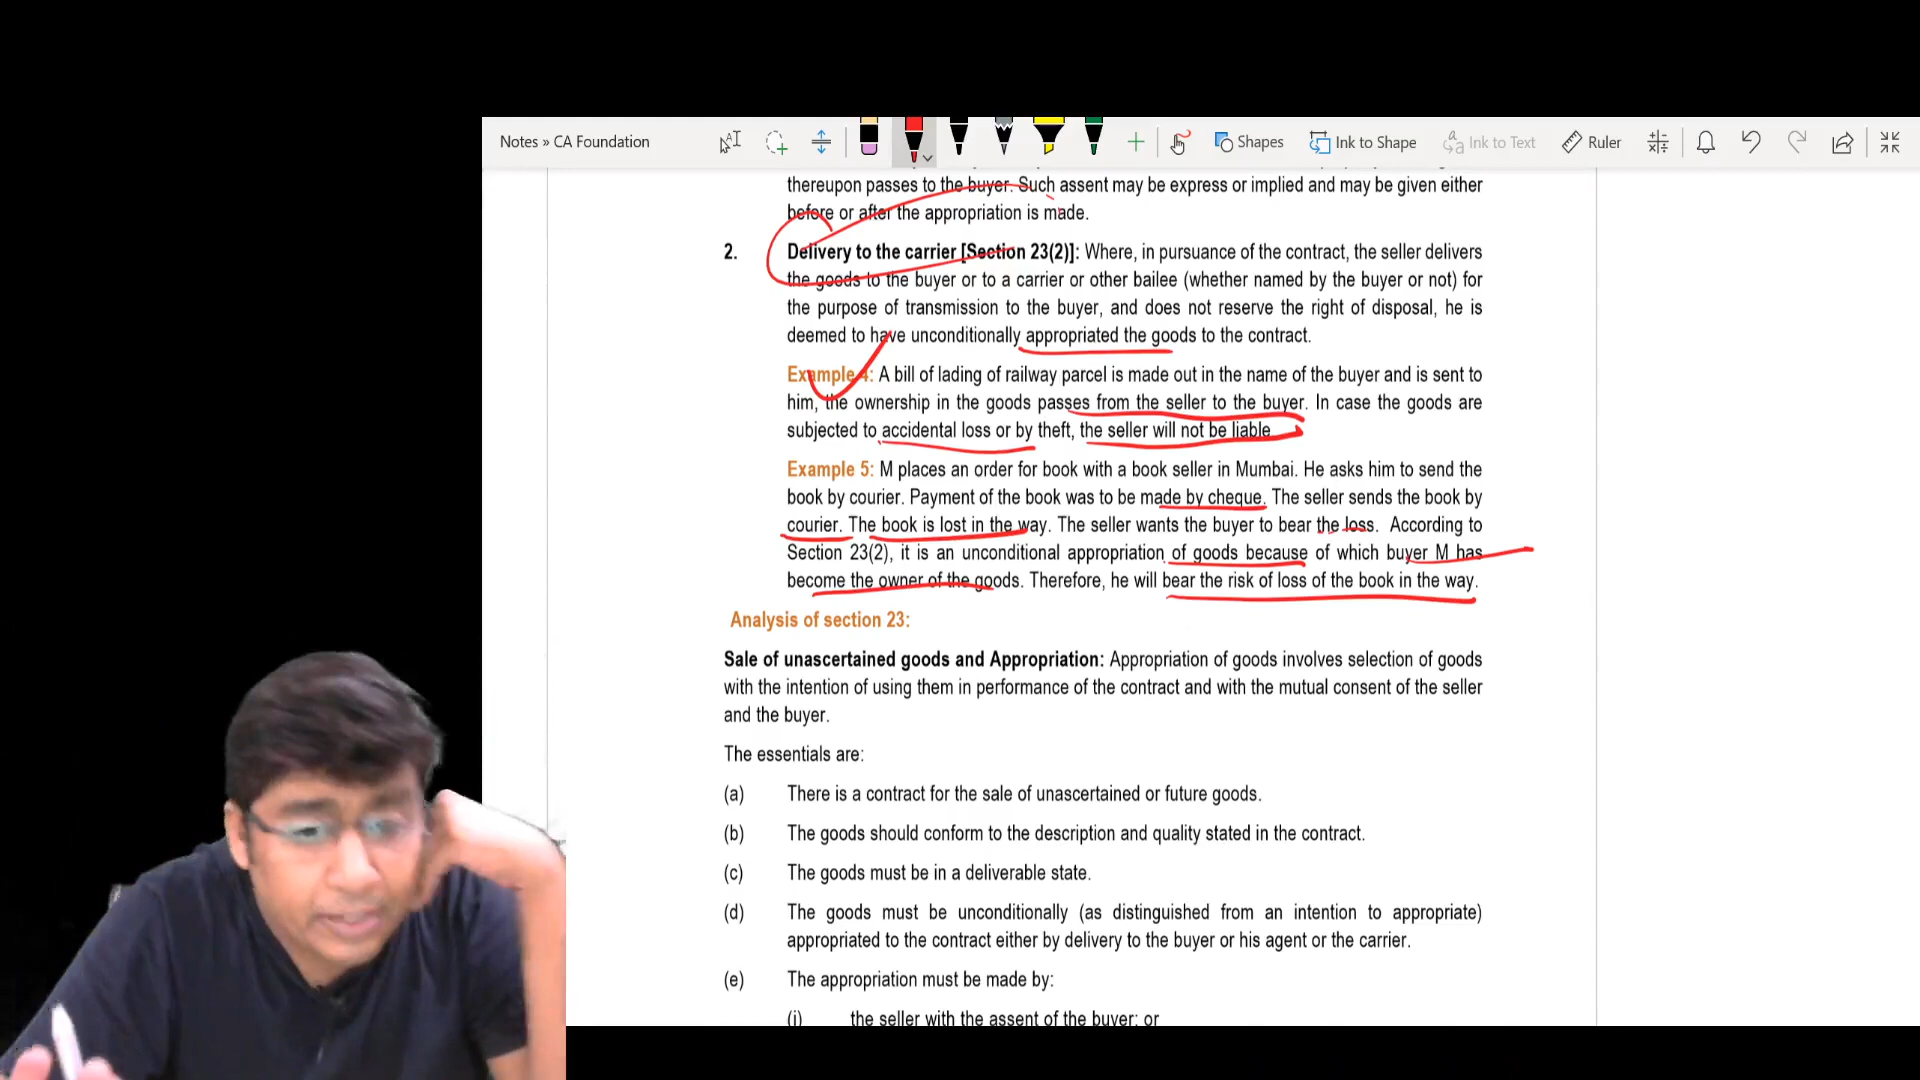 Notes » CA Foundation
Shapes
Ink to Shape
Ink to Text
Ruler
thereupon passes to the buyer. Such assent may be express or implied and may be given either
before or after the appropriation is made.
2. Delivery to the carrier [Section 23(2)]: Where, in pursuance of the contract, the seller delivers
the goods to the buyer or to a carrier or other bailee (whether named by the buyer or not) for
the purpose of transmission to the buyer, and does not reserve the right of disposal, he is
deemed to have unconditionally appropriated the goods to the contract.
Example 4: A bill of lading of railway parcel is made out in the name of the buyer and is sent to
him, the ownership in the goods passes from the seller to the buyer. In case the goods are
subjected to accidental loss or by theft, the seller will not be liable
Example 5: M places an order for book with a book seller in Mumbai. He asks him to send the
book by courier. Payment of the book was to be made by cheque. The seller sends the book by
courier. The book is lost in the way. The seller wants the buyer to bear the loss. According to
Section 23(2), it is an unconditional appropriation of goods because of which buyer M has
become the owner of the goods. Therefore, he will bear the risk of loss of the book in the way.
Analysis of section 23:
Sale of unascertained goods and Appropriation: Appropriation of goods involves selection of goods
with the intention of using them in performance of the contract and with the mutual consent of the seller
and the buyer.
The essentials are:
(a) There is a contract for the sale of unascertained or future goods.
(b) The goods should conform to the description and quality stated in the contract.
(c) The goods must be in a deliverable state.
(d) The goods must be unconditionally (as distinguished from an intention to appropriate)
appropriated to the contract either by delivery to the buyer or his agent or the carrier.
(e) The appropriation must be made by:
(i) the seller with the assent of the buyer; or